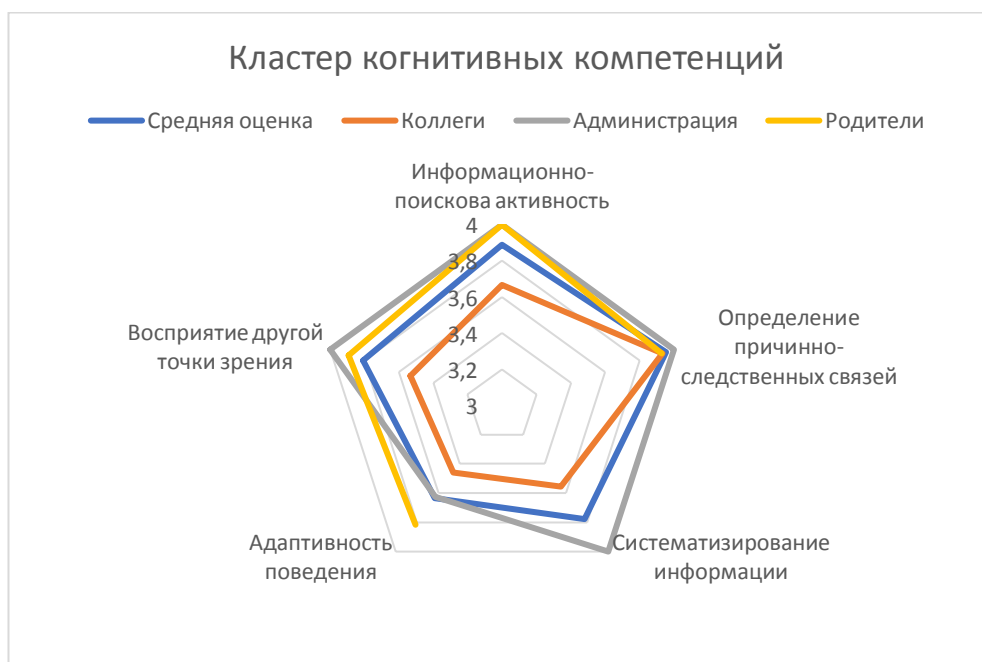 Кластер когнитивных компетенций
Средняя оценка Коллеги Администрация Родители
Информационно-
поискова активность
4
3,8
3,6
3,4
3,2
3
Определение
причинно-
следственных связей
Систематизирование
информации
Адаптивность
поведения
Восприятие другой
точки зрения